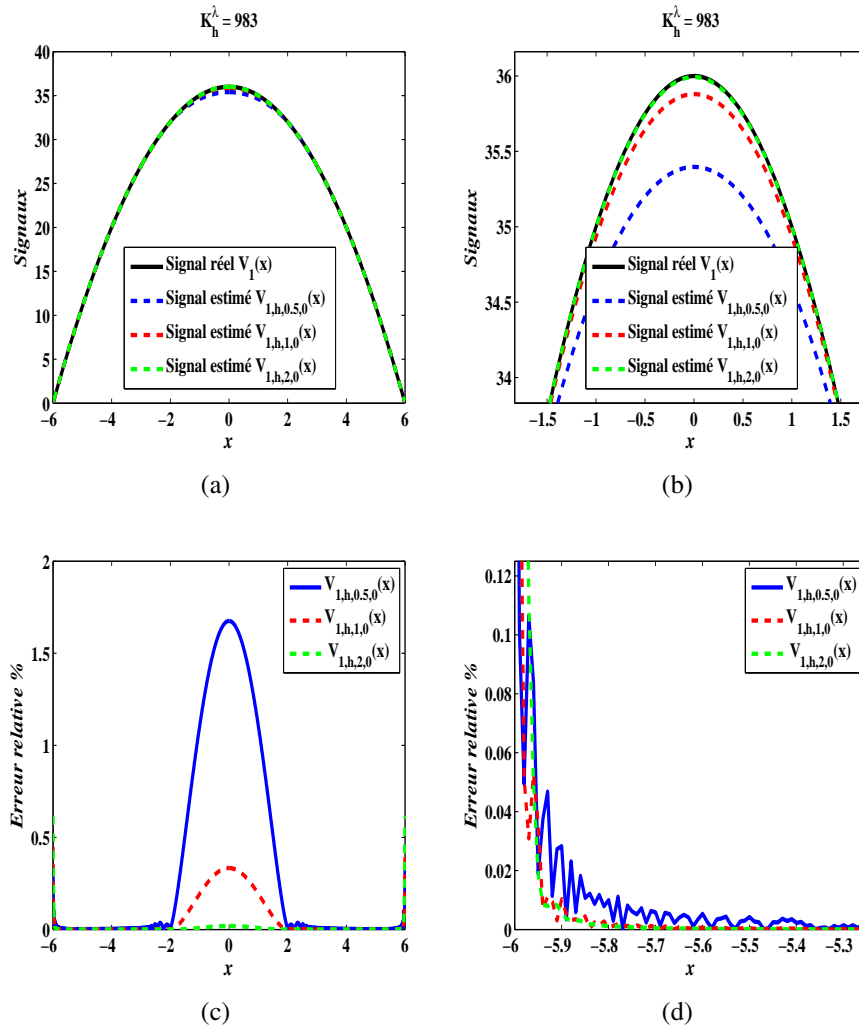 K_h^λ = 983
40
35
30
25
20
15
10
5
0
Signaux
Signal réel V_1(x)
Signal estimé V_{1,h,0.5,0}(x)
Signal estimé V_{1,h,1,0}(x)
Signal estimé V_{1,h,2,0}(x)
−6 −4 −2 0 2 4 6
x
(a)
K_h^λ = 983
36
35.5
35
34.5
34
Signaux
Signal réel V_1(x)
Signal estimé V_{1,h,0.5,0}(x)
Signal estimé V_{1,h,1,0}(x)
Signal estimé V_{1,h,2,0}(x)
−1.5 −1 −0.5 0 0.5 1 1.5
x
(b)
2
1.5
1
0.5
0
Erreur relative %
V_{1,h,0.5,0}(x)
V_{1,h,1,0}(x)
V_{1,h,2,0}(x)
−6 −4 −2 0 2 4 6
x
(c)
0.12
0.1
0.08
0.06
0.04
0.02
0
Erreur relative %
V_{1,h,0.5,0}(x)
V_{1,h,1,0}(x)
V_{1,h,2,0}(x)
−6 −5.9 −5.8 −5.7 −5.6 −5.5 −5.4 −5.3
x
(d)